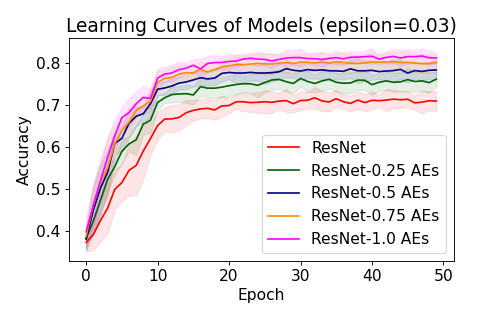 Learning Curves of Models (epsilon=0.03)
Accuracy
0.8
0.7
0.6
0.5
0.4
ResNet
ResNet-0.25 AEs
ResNet-0.5 AEs
ResNet-0.75 AEs
ResNet-1.0 AEs
0 10 20 30 40 50
Epoch